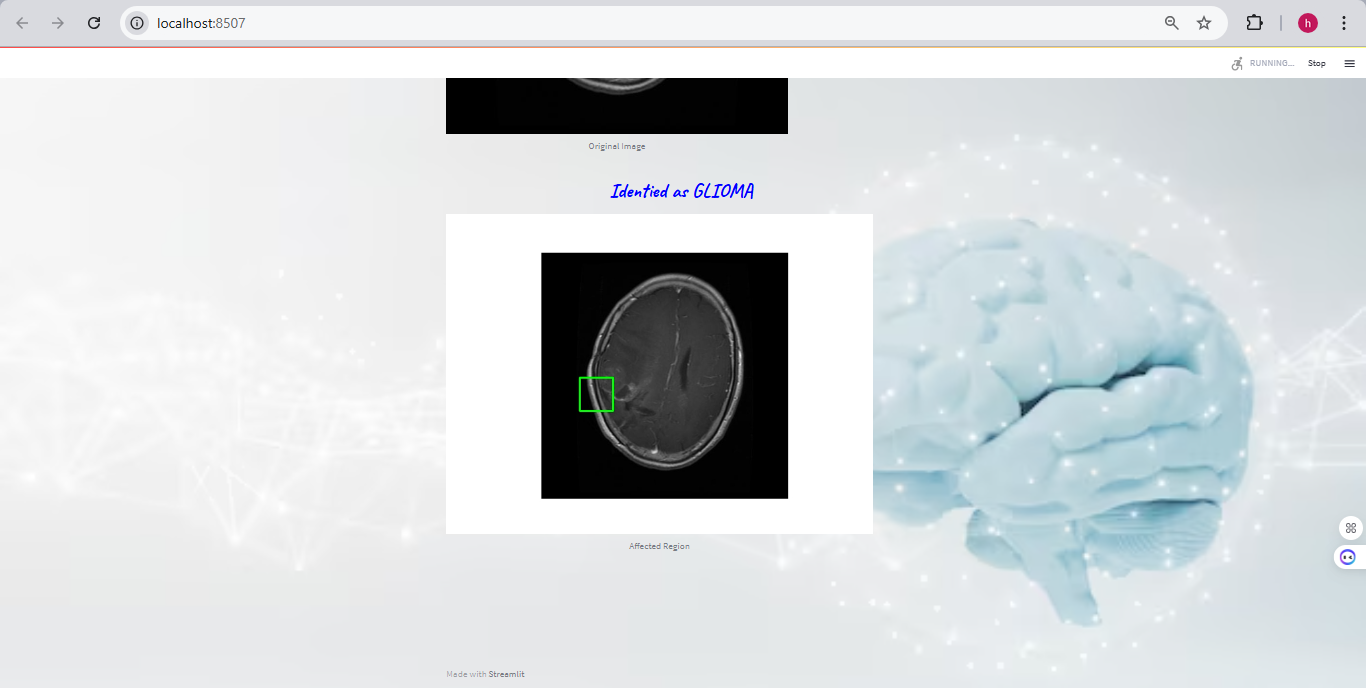 localhost:8507
h
RUNNING...
Stop
Original Image
Identied as GLIOMA
Affected Region
Made with Streamlit